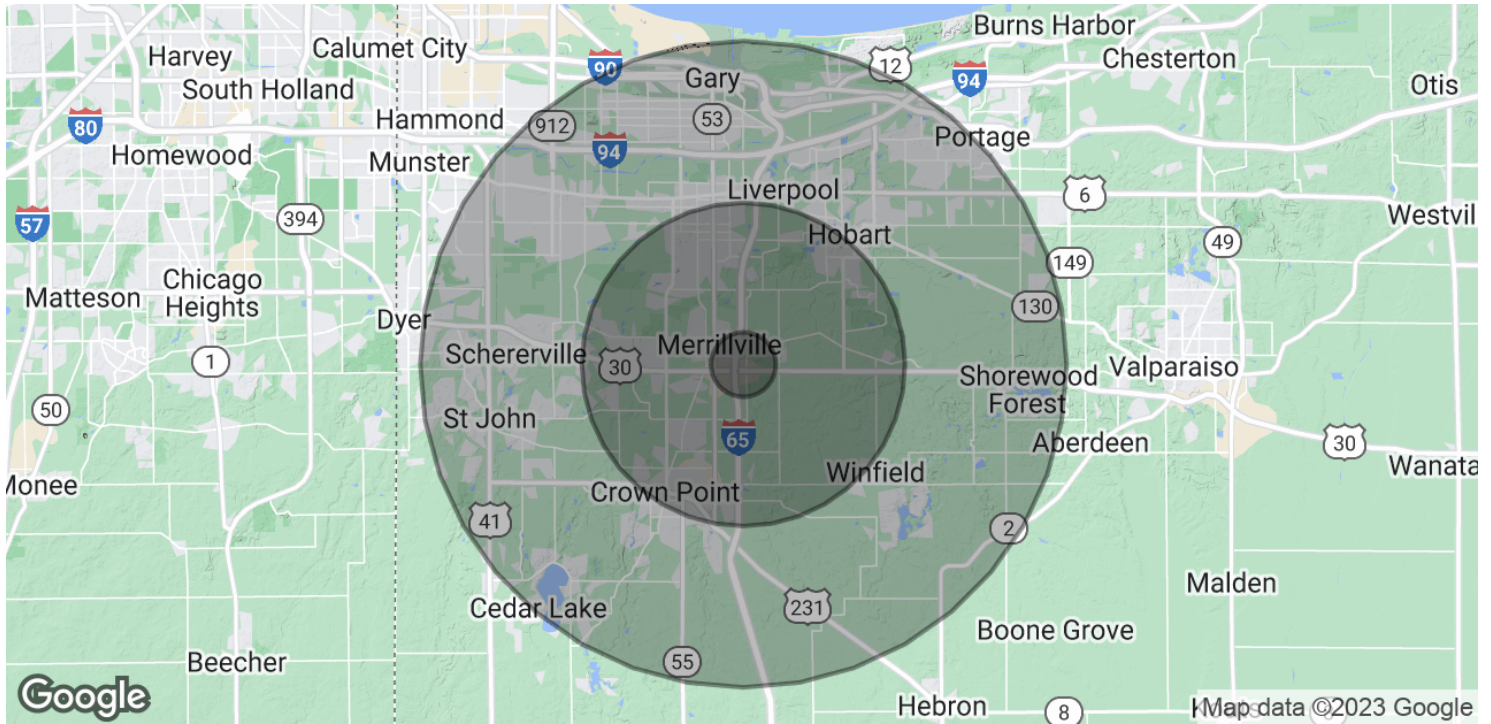 Burns Harbor
Harvey
Calumet City
90
Gary
12
94
Chesterton
Otis
South Holland
80
Hammond
912
53
Homewood
Munster
94
Portage
Liverpool
6
57
394
Hobart
49
Westvil
149
Chicago
Heights
Matteson
130
Dyer
Merrillville
1
Schererville
30
Shorewood
Forest
Valparaiso
50
St John
65
Aberdeen
30
Monee
Winfield
Wanata
Crown Point
41
2
Malden
Cedar Lake
231
Boone Grove
Beecher
55
Google
Hebron
8
Map data ©2023 Google